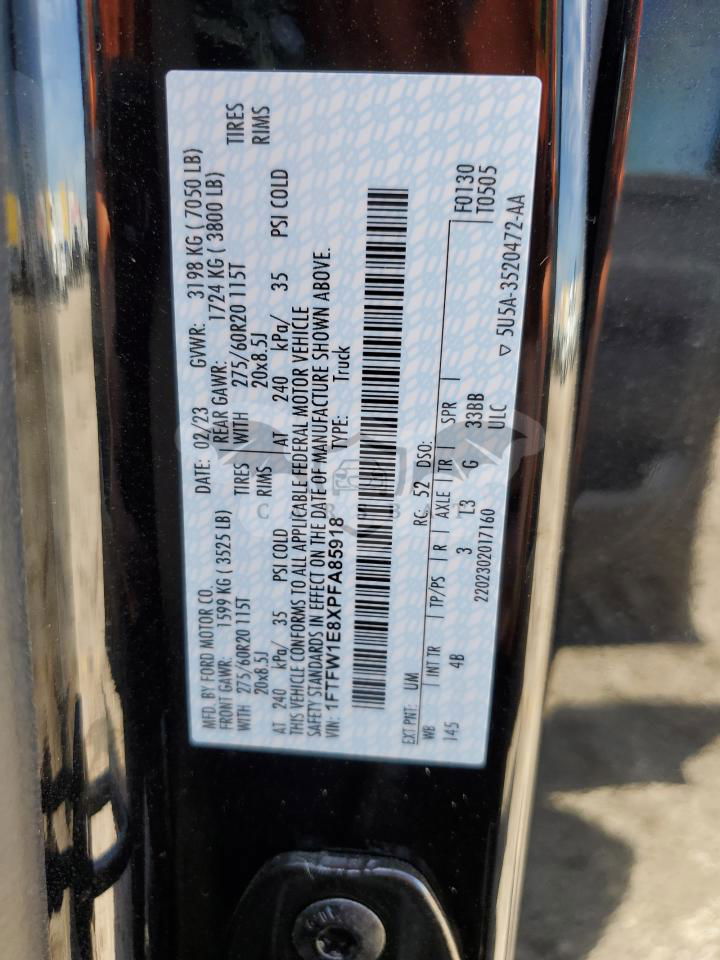 MFD. BY FORD MOTOR CO. DATE: 02/23 GVWR: 3198 KG ( 7050 LB)
FRONT GAWR: 1599 KG ( 3525 LB) REAR GAWR: 1724 KG ( 3800 LB)
WITH 275/60R20 115T TIRES WITH 275/60R20 115T TIRES
20x8.5J RIMS 20x8.5J RIMS
AT 240 kPa/ 35 PSI COLD AT 240 kPa/ 35 PSI COLD
THIS VEHICLE CONFORMS TO ALL APPLICABLE FEDERAL MOTOR VEHICLE
SAFETY STANDARDS IN EFFECT ON THE DATE OF MANUFACTURE SHOWN ABOVE.
VIN: 1FTFW1E8XPFA85918 TYPE: Truck
EXT PNT: UM RC: 52 DSO: F0130
WB INT TR TP/PS R AXLE TR SPR T0505
145 4B 3 L3 G 33BB
2202302017160 ULC ▽ 5U5A-3520472-AA